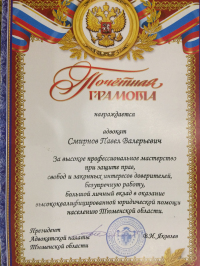 Почётная
ГРАМОТА
награждается
адвокат
Смирнов Павел Валерьевич
За высокое профессиональное мастерство
при защите прав,
свобод и законных интересов доверителей,
безупречную работу,
большой личный вклад в оказание
высококвалифицированной юридической помощи
населению Тюменской области.
Президент
Адвокатской палаты
Тюменской области